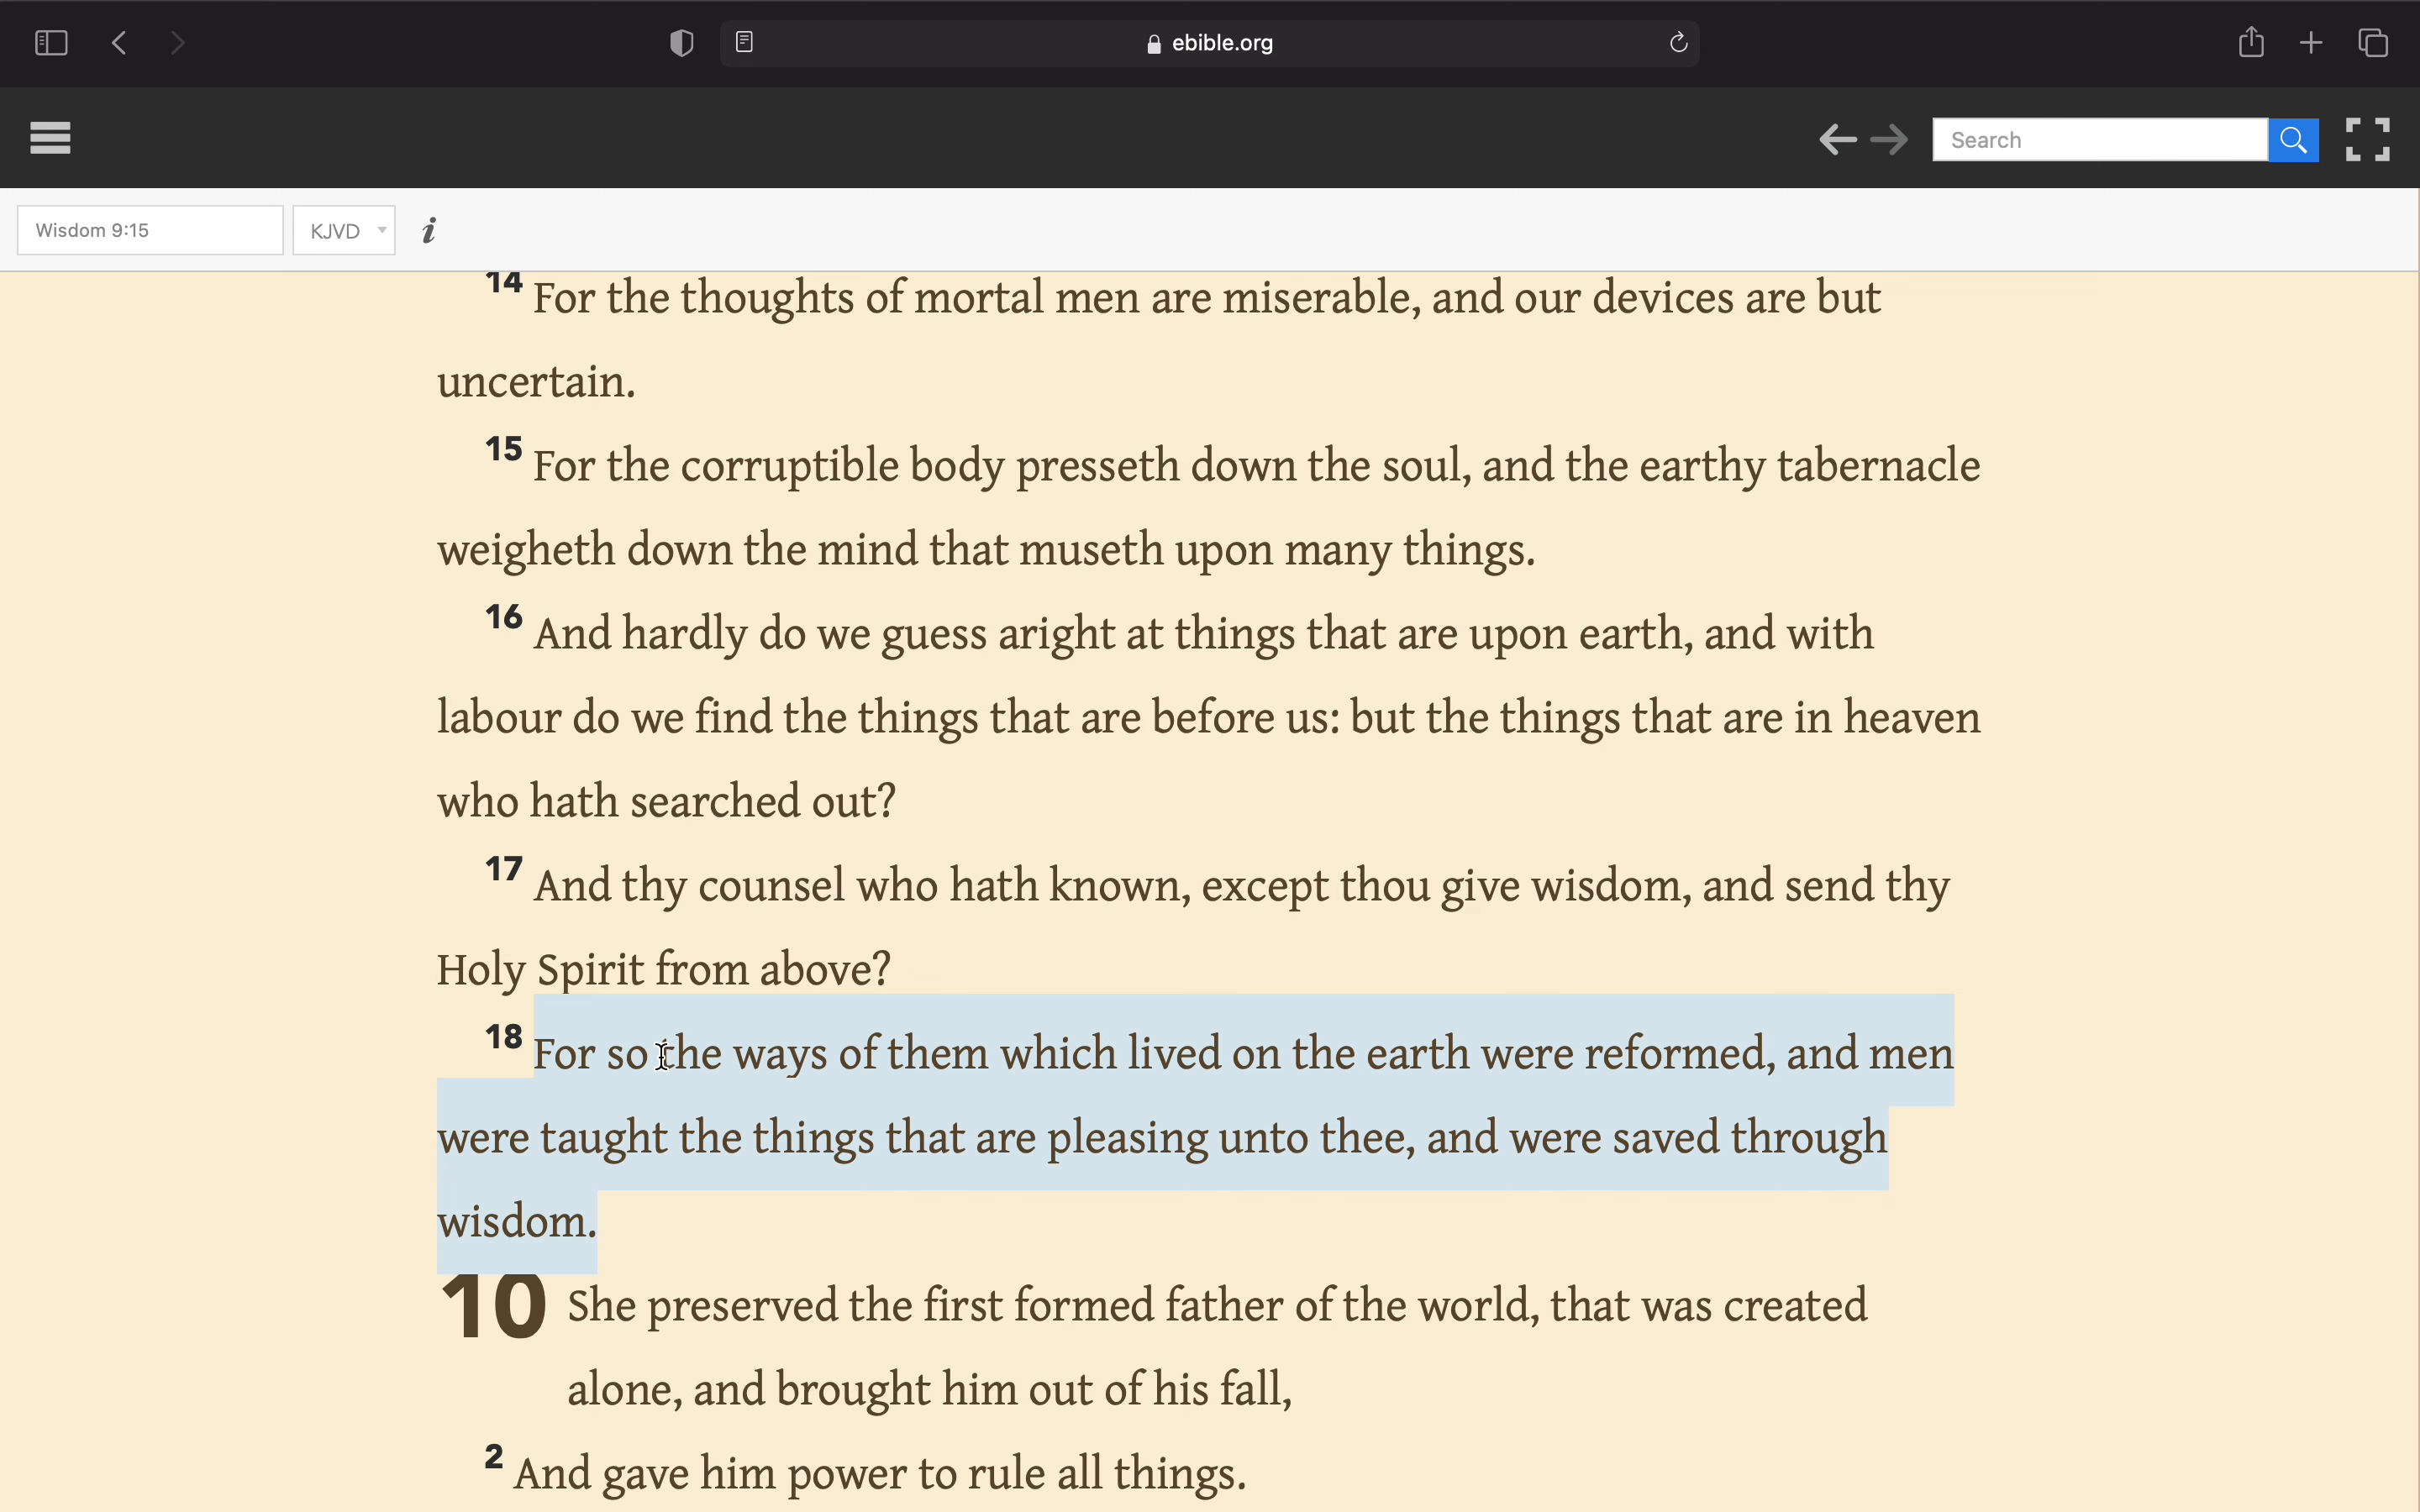 ebible.org
Search
Wisdom 9:15 KJVD i
14 For the thoughts of mortal men are miserable, and our devices are but
uncertain.
15 For the corruptible body presseth down the soul, and the earthy tabernacle
weigheth down the mind that museth upon many things.
16 And hardly do we guess aright at things that are upon earth, and with
labour do we find the things that are before us: but the things that are in heaven
who hath searched out?
17 And thy counsel who hath known, except thou give wisdom, and send thy
Holy Spirit from above?
18 For so the ways of them which lived on the earth were reformed, and men
were taught the things that are pleasing unto thee, and were saved through
wisdom.
10 She preserved the first formed father of the world, that was created
alone, and brought him out of his fall,
2 And gave him power to rule all things.